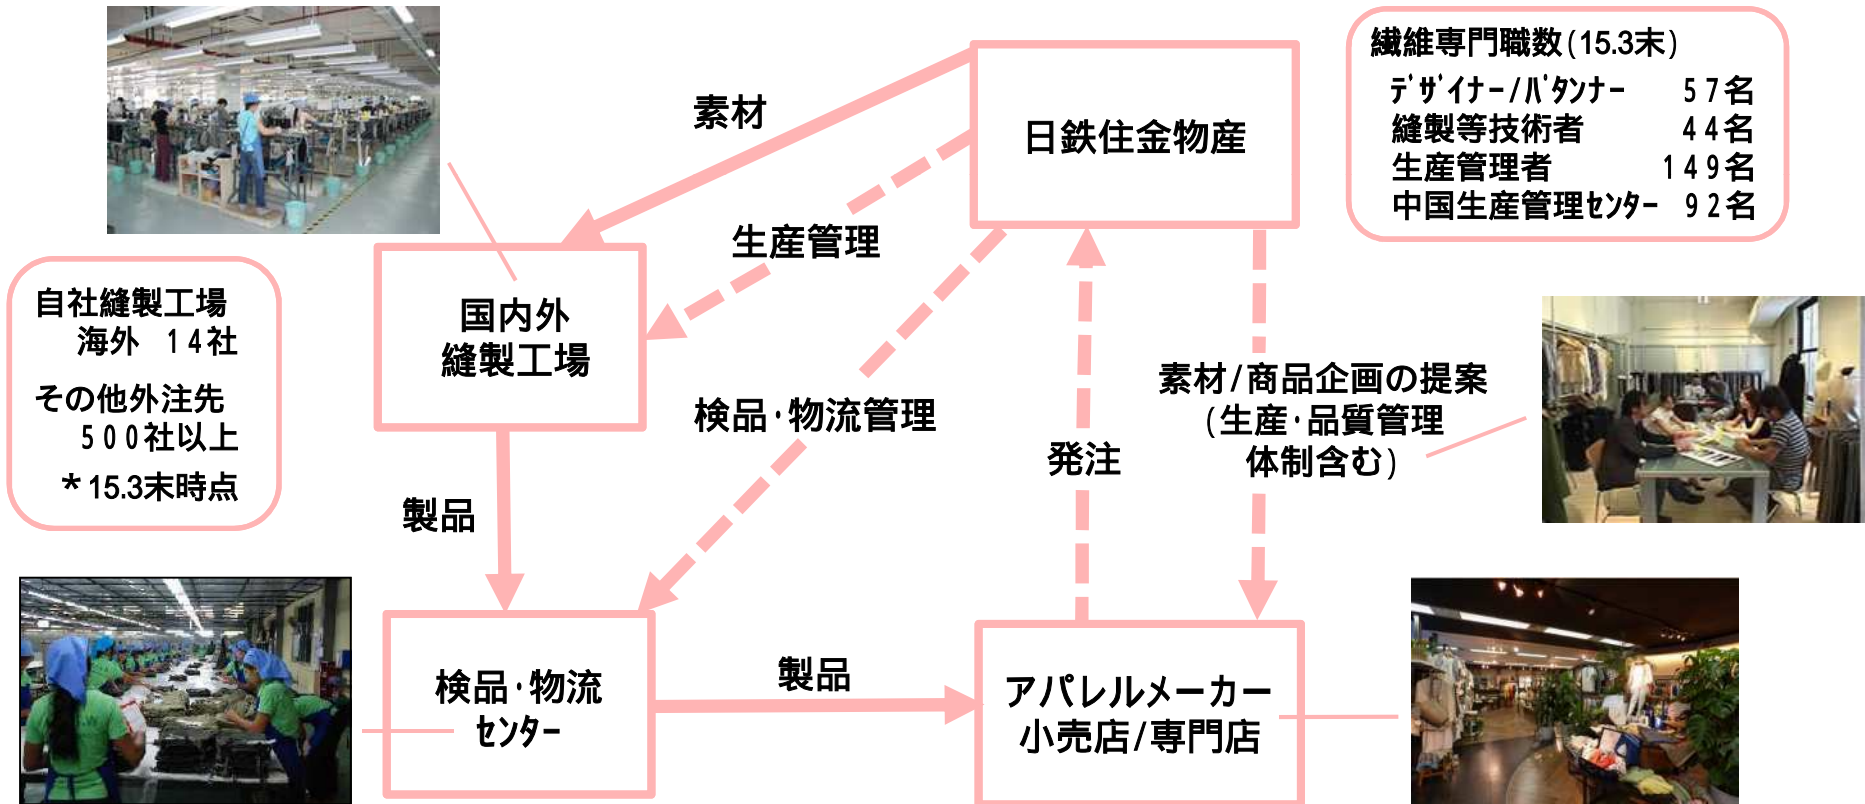 繊維専門職数(15.3末)
デザイナー/パタンナー 57名
縫製等技術者 44名
生産管理者 149名
中国生産管理センター 92名
素材
日鉄住金物産
生産管理
国内外
縫製工場
自社縫製工場
海外 14社
その他外注先
500社以上
*15.3末時点
検品・物流管理
素材/商品企画の提案
(生産・品質管理
体制含む)
発注
製品
検品・物流
センター
製品
アパレルメーカー
小売店/専門店